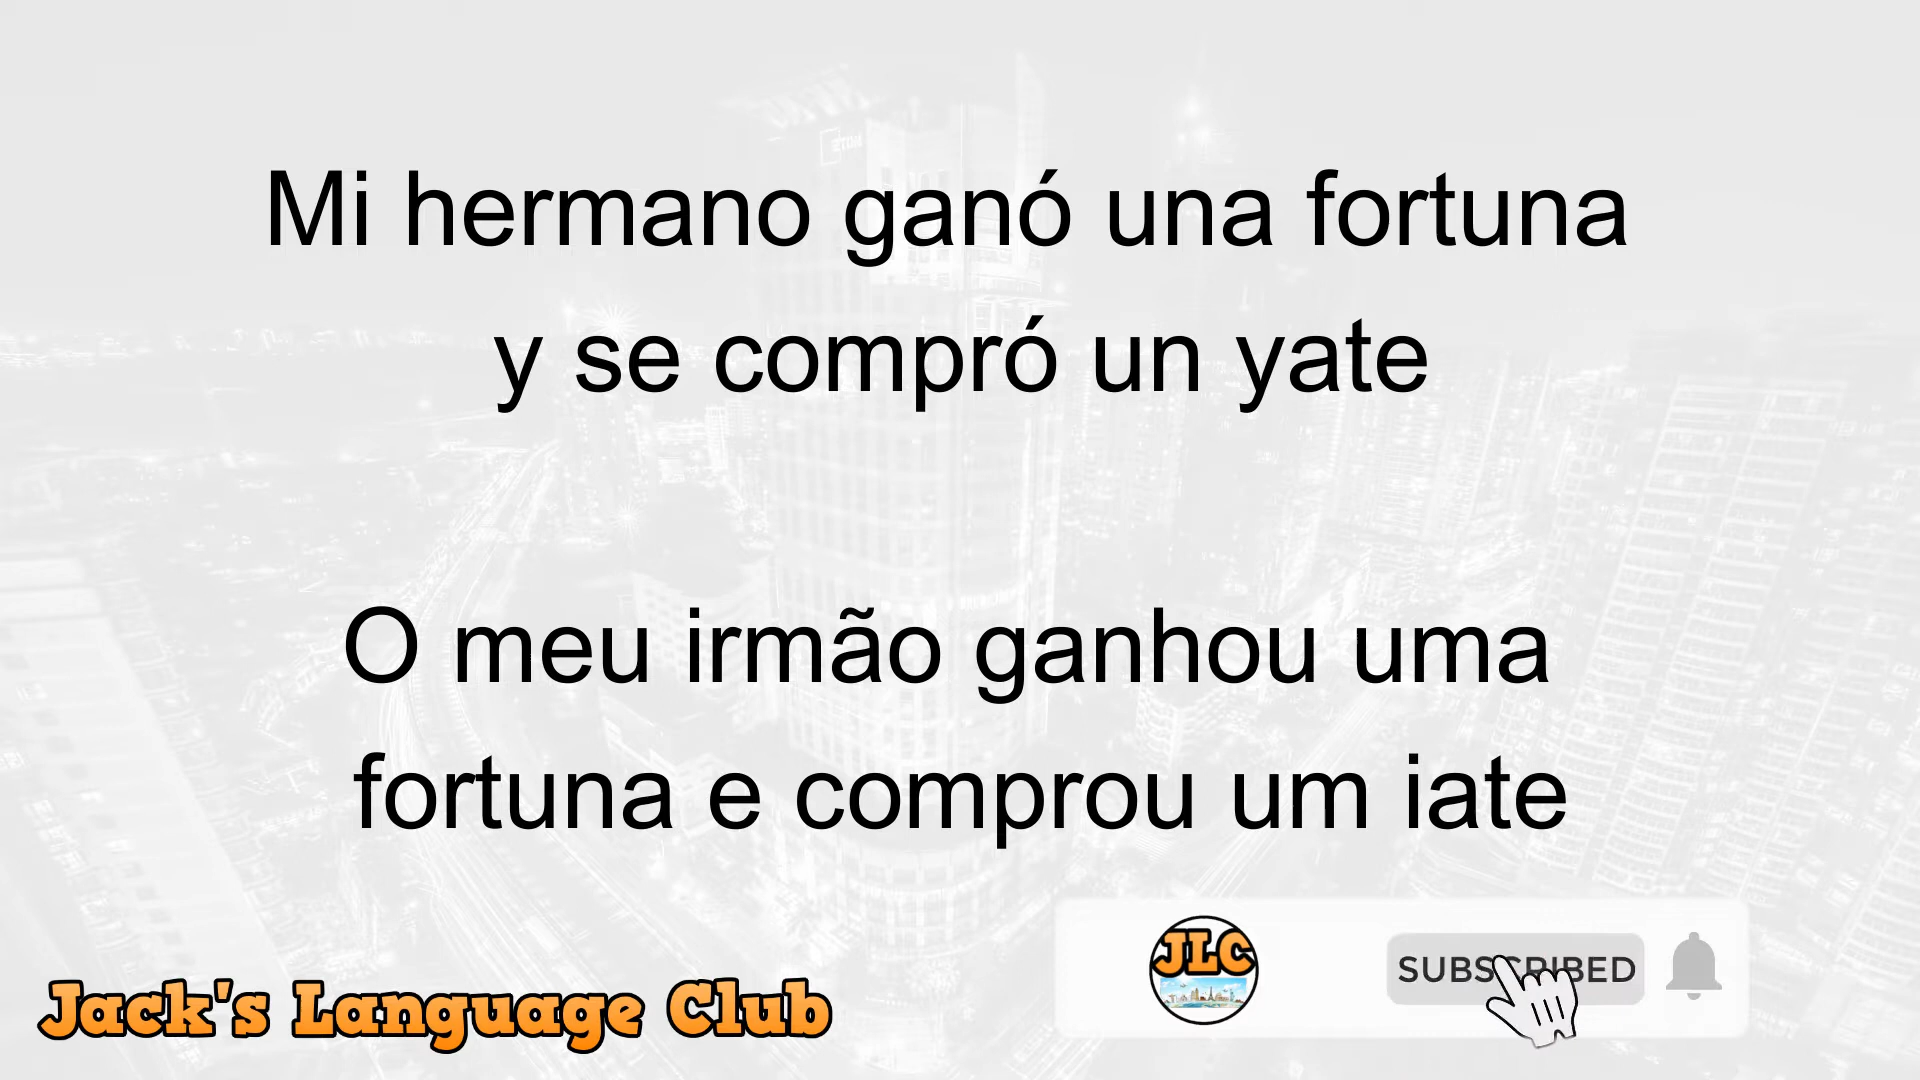 Mi hermano ganó una fortuna
y se compró un yate
O meu irmão ganhou uma
fortuna e comprou um iate
JLC
SUBSCRIBED
Jack's Language Club